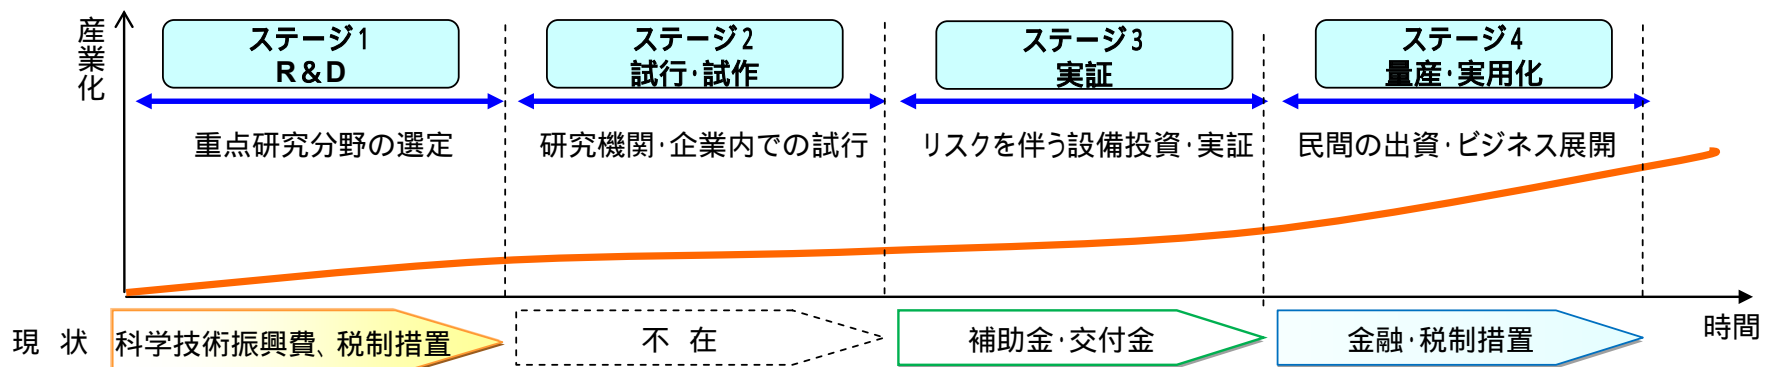 産業化
ステージ1
R&D
ステージ2
試行･試作
ステージ3
実証
ステージ4
量産･実用化
重点研究分野の選定
研究機関･企業内での試行
リスクを伴う設備投資･実証
民間の出資･ビジネス展開
現 状
科学技術振興費、税制措置
不 在
補助金･交付金
金融･税制措置
時間